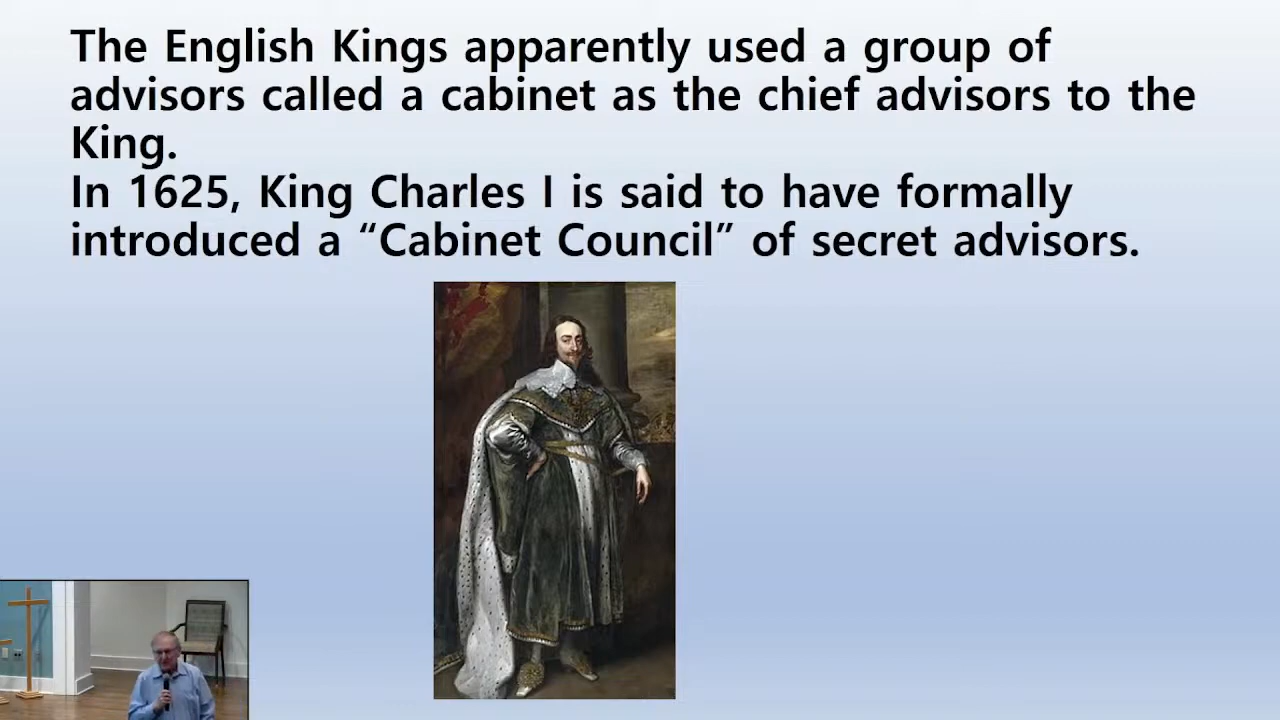 The English Kings apparently used a group of
advisors called a cabinet as the chief advisors to the
King.
In 1625, King Charles I is said to have formally
introduced a “Cabinet Council” of secret advisors.